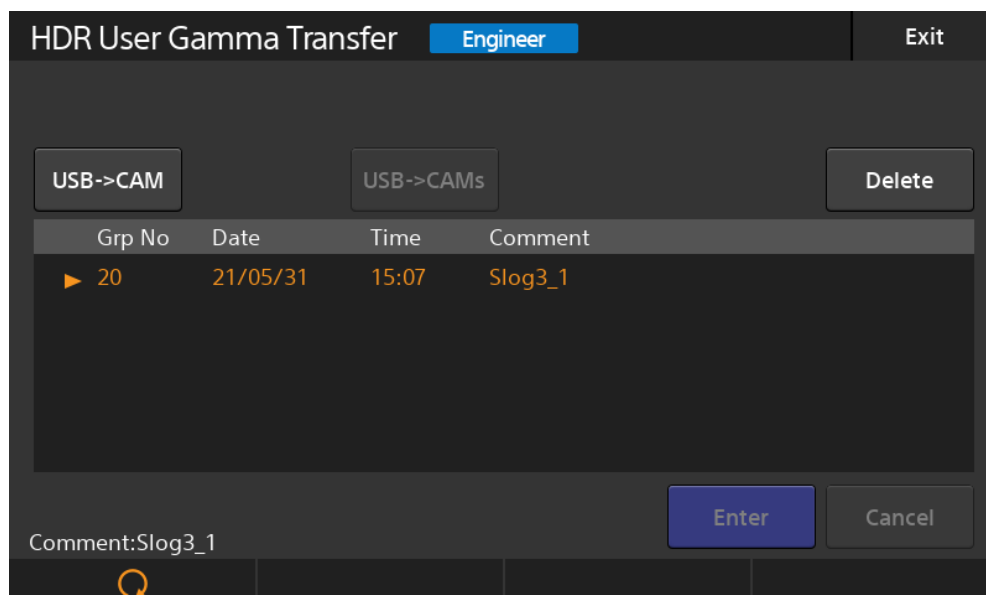 HDR User Gamma Transfer Engineer Exit
USB->CAM USB->CAMs Delete
Grp No Date Time Comment
20 21/05/31 15:07 Slog3_1
Enter Cancel
Comment:Slog3_1